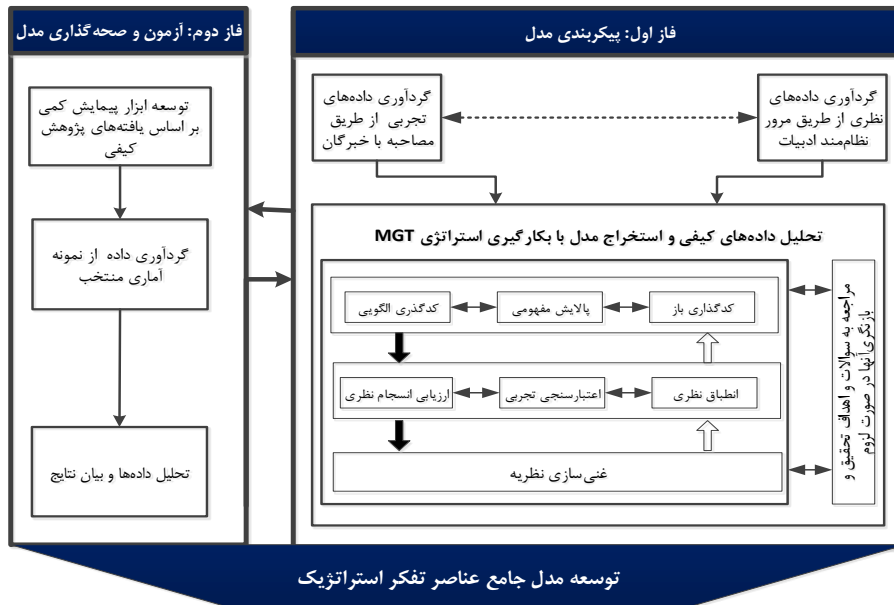 فاز اول: پیکربندی مدل
گردآوری داده‌های
نظری از طریق مرور
نظام‌مند ادبیات
گردآوری داده‌های
تجربی از طریق
مصاحبه با خبرگان
تحلیل داده‌های کیفی و استخراج مدل با بکارگیری استراتژی MGT
کدگذاری باز
پالایش مفهومی
کدگذری الگویی
انطباق نظری
اعتبارسنجی تجربی
ارزیابی انسجام نظری
غنی‌سازی نظریه
مراجعه به سوالات و اهداف تحقیق و
بازنگری آنها در صورت لزوم
فاز دوم: آزمون و صحه‌گذاری مدل
توسعه ابزار پیمایش کمی
بر اساس یافته‌های پژوهش
کیفی
گردآوری داده از نمونه
آماری منتخب
تحلیل داده‌ها و بیان نتایج
توسعه مدل جامع عناصر تفکر استراتژیک